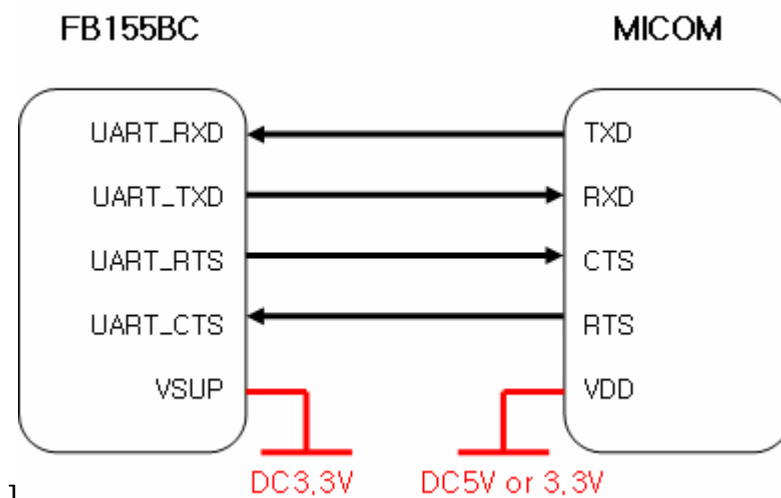 FB155BC MICOM
UART_RXD TXD
UART_TXD RXD
UART_RTS CTS
UART_CTS RTS
VSUP VDD
DC3,3V DC5V or 3,3V
]